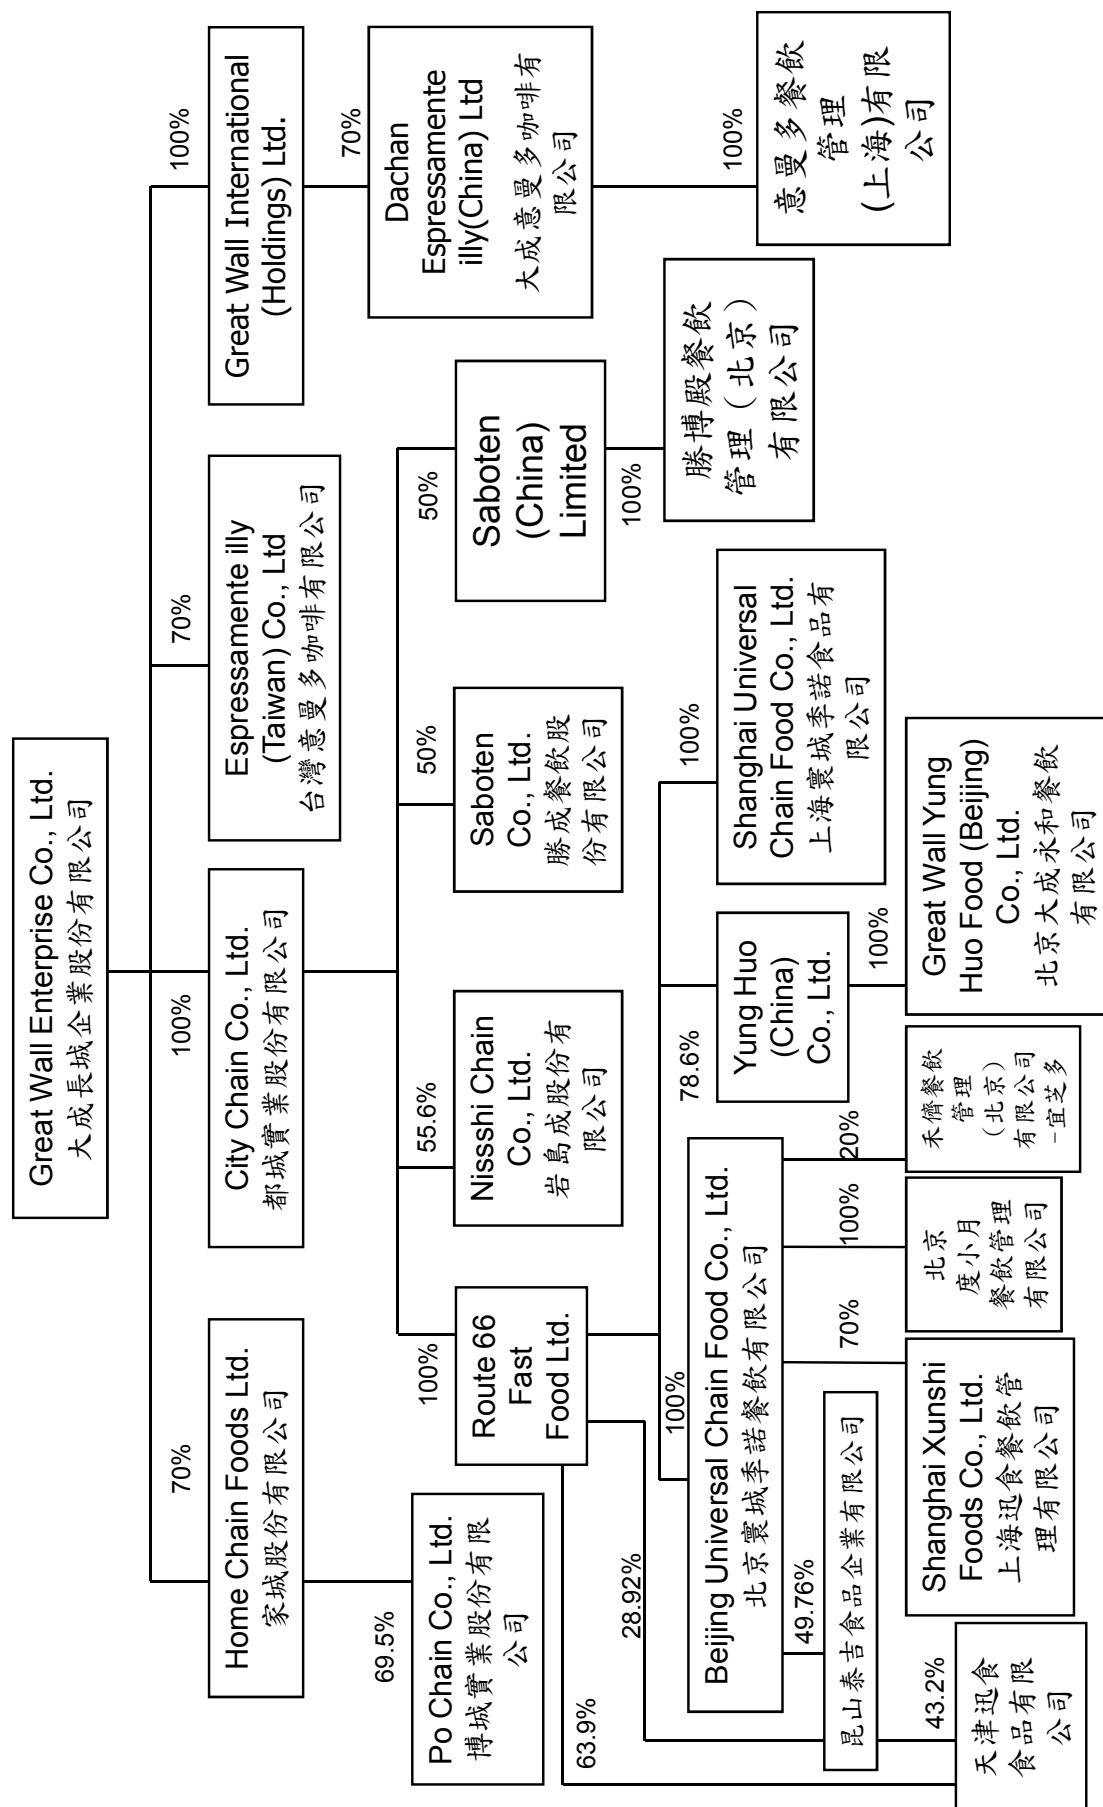 Great Wall Enterprise Co., Ltd.
大成長城企業股份有限公司
70%
100%
70%
100%
Home Chain Foods Ltd.
家城股份有限公司
City Chain Co., Ltd.
都城實業股份有限公司
Espressamente illy
(Taiwan) Co., Ltd
台灣意曼多咖啡有限公司
Great Wall International
(Holdings) Ltd.
69.5%
100%
55.6%
50%
50%
70%
Po Chain Co., Ltd.
博城實業股份有限
公司
Route 66
Fast
Food Ltd.
Nissshi Chain
Co., Ltd.
岩島成股份有
限公司
Saboten
Co., Ltd.
勝成餐飲股
份有限公司
Saboten
(China)
Limited
Dachan
Espressamente
illy(China) Ltd
大成意曼多咖啡有
限公司
63.9%
28.92%
100%
78.6%
100%
100%
100%
Beijing Universal Chain Food Co., Ltd.
北京寰城季諾餐飲有限公司
Yung Huo
(China)
Co., Ltd.
Shanghai Universal
Chain Food Co., Ltd.
上海寰城季諾食品有
限公司
勝博殿餐飲
管理（北京）
有限公司
意曼多餐飲
管理
(上海)有限
公司
49.76%
70%
100%
20%
100%
昆山泰吉食品企業有限公司
43.2%
天津迅食
食品有限
公司
Shanghai Xunshi
Foods Co., Ltd.
上海迅食餐飲管
理有限公司
北京
度小月
餐飲管理
有限公司
禾儕餐飲
管理
（北京）
有限公司
-宜芝多
Great Wall Yung
Huo Food (Beijing)
Co., Ltd.
北京大成永和餐飲
有限公司